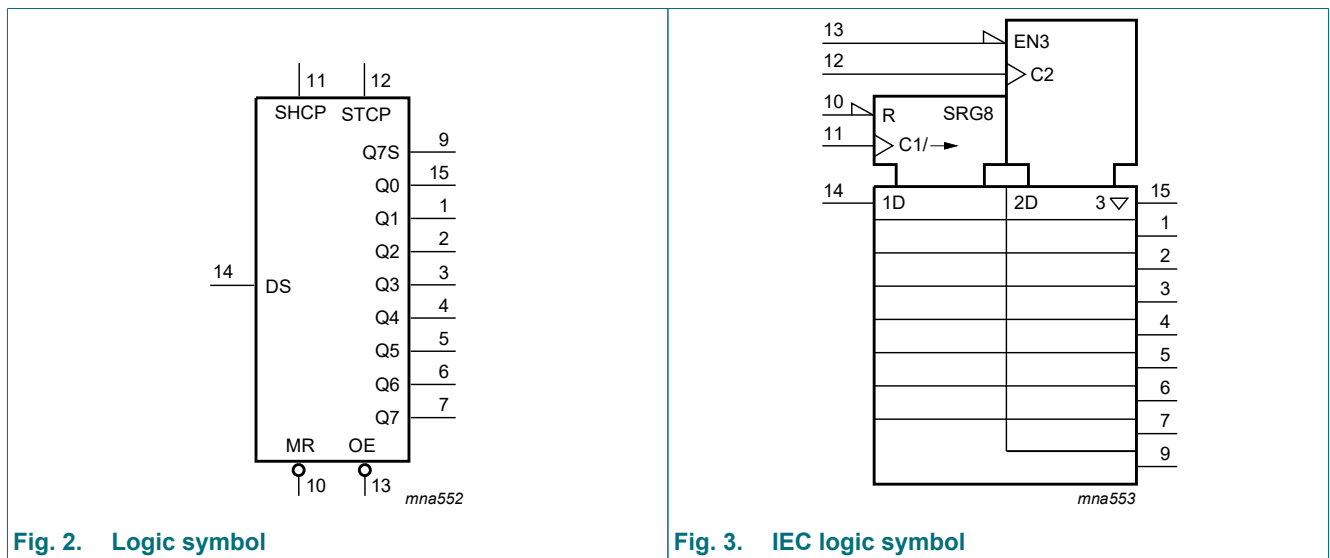 11 12
SHCP STCP
Q7S 9
Q0 15
Q1 1
Q2 2
14 DS Q3 3
Q4 4
Q5 5
Q6 6
Q7 7
MR OE
10 13
mna552
Fig. 2. Logic symbol
13 EN3
12 C2
10 R SRG8
11 C1/
14 1D 2D 3 15
1
2
3
4
5
6
7
9
mna553
Fig. 3. IEC logic symbol